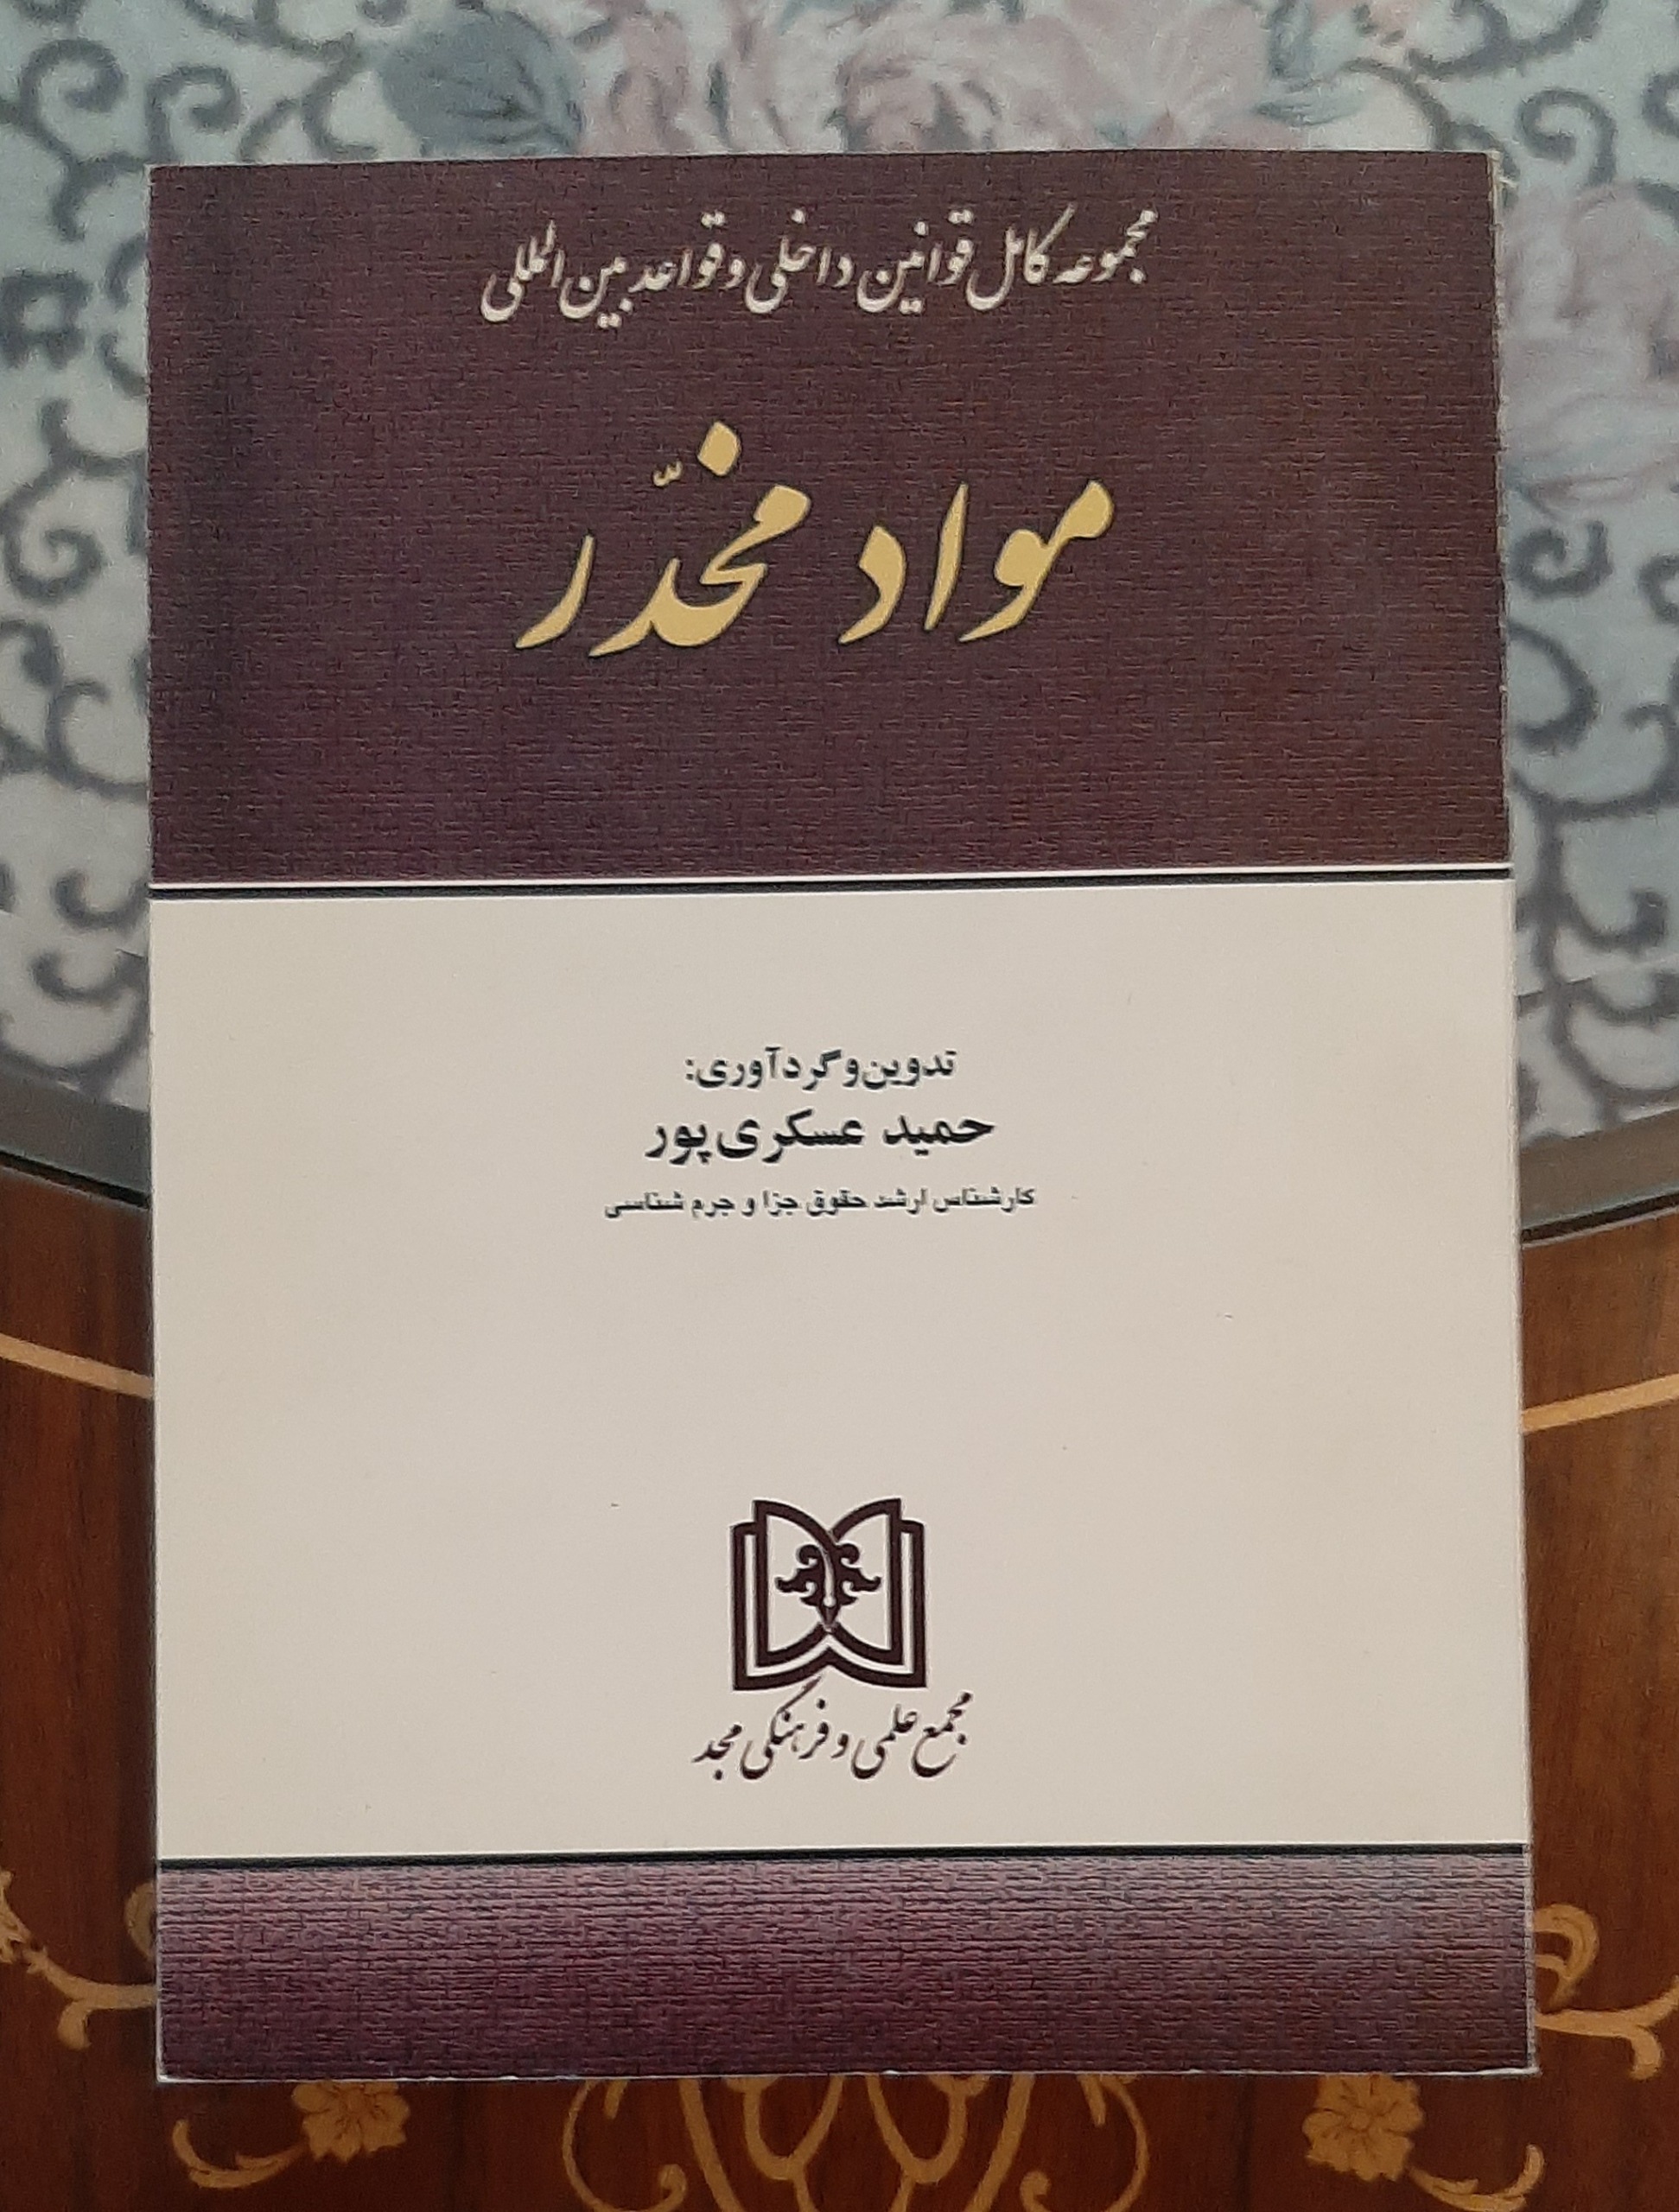 مجموعه کامل قوانین داخلی و قواعد بین المللی
مواد مخدّر
تدوین و گردآوری:
حمید عسکری‌پور
کارشناس ارشد حقوق جزا و جرم شناسی
مجمع علمی و فرهنگی مجد